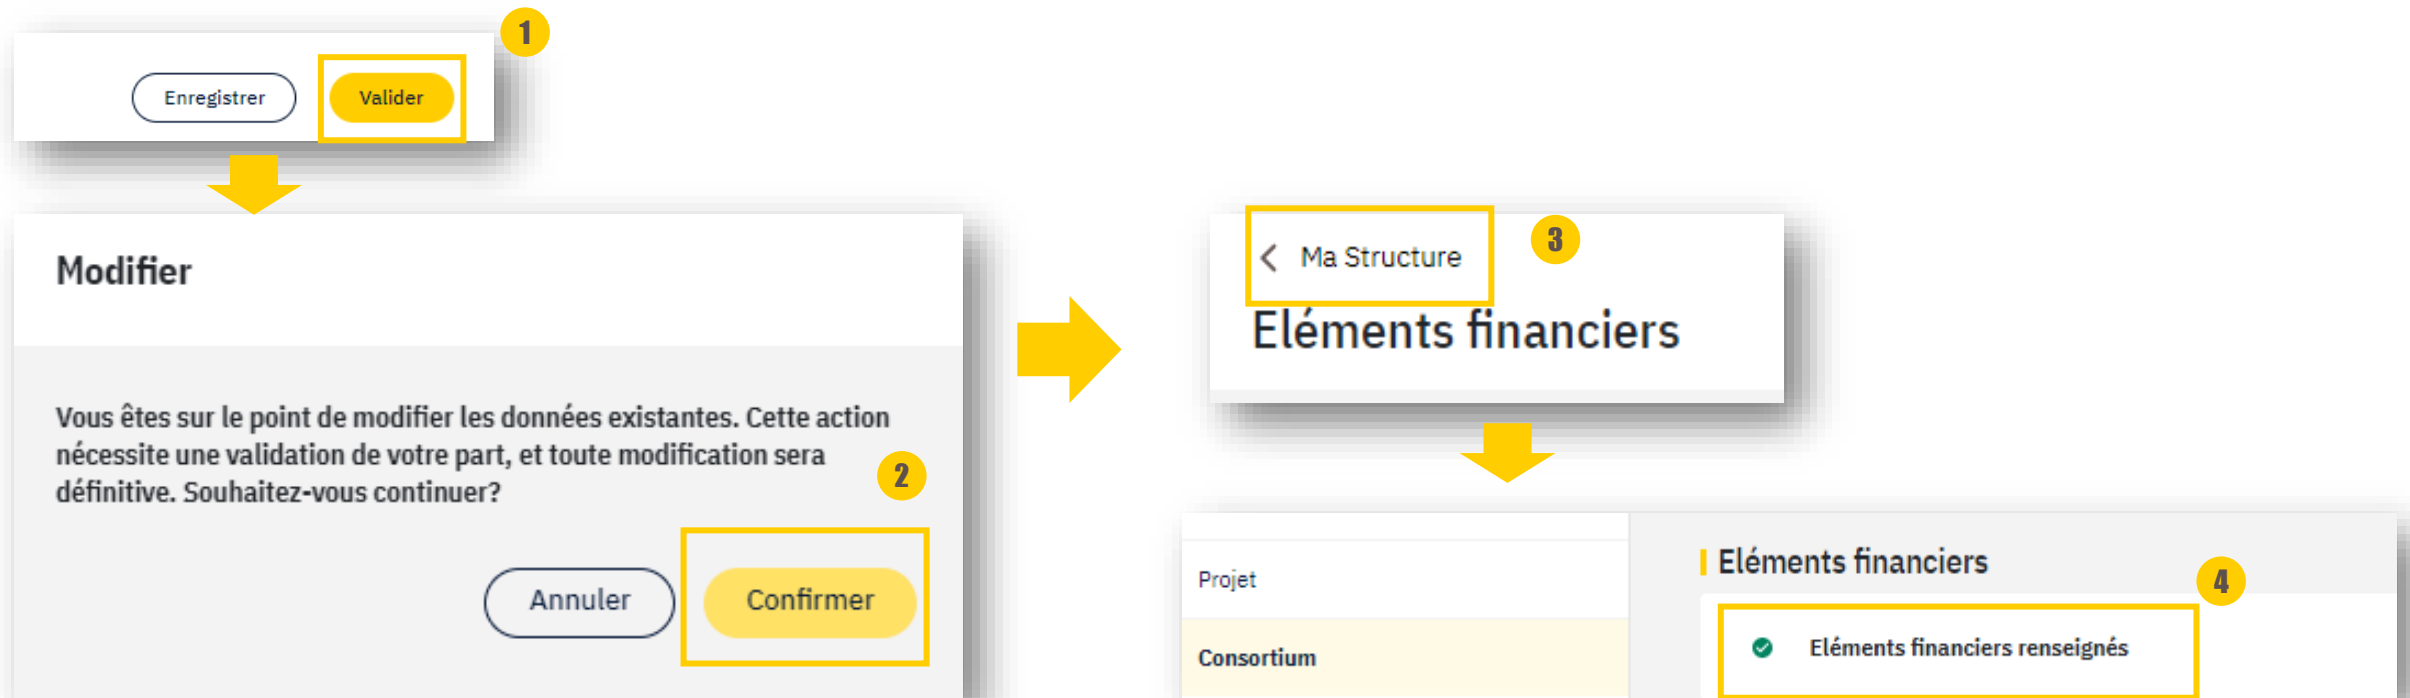 1
Enregistrer
Valider
Modifier
Vous êtes sur le point de modifier les données existantes. Cette action
nécessite une validation de votre part, et toute modification sera
définitive. Souhaitez-vous continuer?
2
Annuler
Confirmer
3
Ma Structure
Eléments financiers
Projet
Consortium
Eléments financiers
4
Eléments financiers renseignés